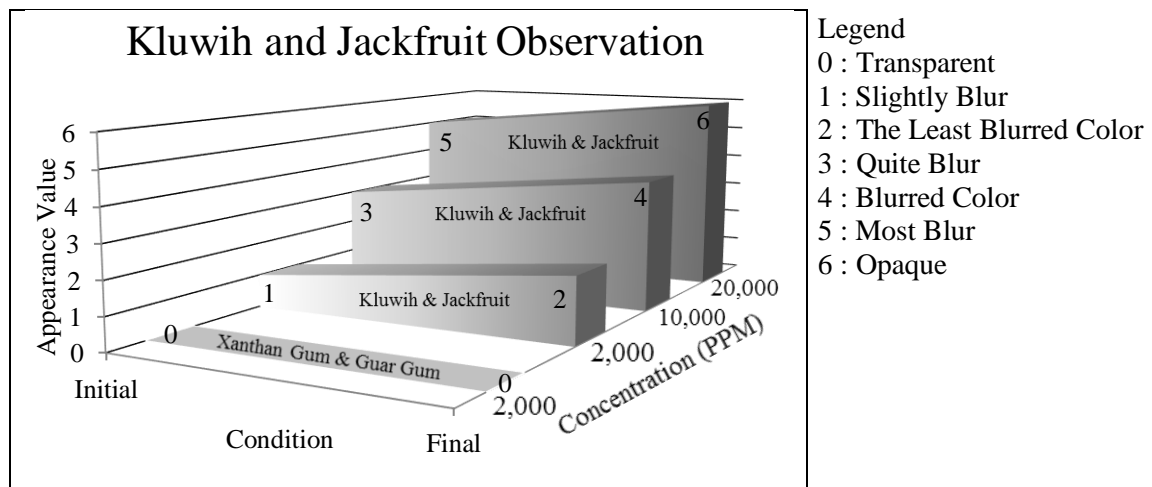 Kluwih and Jackfruit Observation
6
5
4
3
2
1
0
Appearance Value
5
Kluwih & Jackfruit
6
3
Kluwih & Jackfruit
4
1
Kluwih & Jackfruit
2
0
Xanthan Gum & Guar Gum
0
Initial
Condition
Final
2,000
2,000
10,000
20,000
Concentration (PPM)
Legend
0 : Transparent
1 : Slightly Blur
2 : The Least Blurred Color
3 : Quite Blur
4 : Blurred Color
5 : Most Blur
6 : Opaque